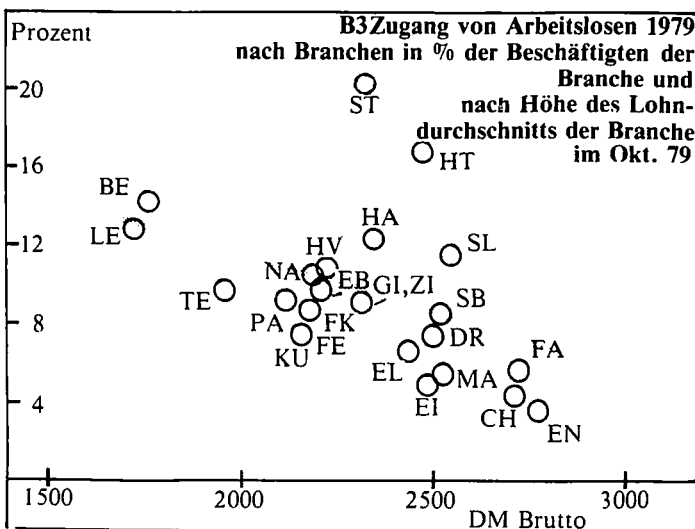 Prozent
B3Zugang von Arbeitslosen 1979
nach Branchen in % der Beschäftigten der
Branche und
nach Höhe des Lohn-
durchschnitts der Branche
im Okt. 79
20
ST
HT
16
BE
LE
12
HA
SL
HV
NA
EB
GI,ZI
TE
SB
8
PA
FK
DR
KU
FE
FA
EL
MA
4
EI
CH
EN
1500
2000
2500
3000
DM Brutto